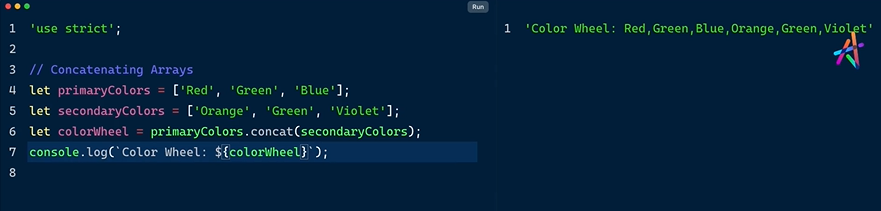 Run
1 'use strict';
2
3 // Concatenating Arrays
4 let primaryColors = ['Red', 'Green', 'Blue'];
5 let secondaryColors = ['Orange', 'Green', 'Violet'];
6 let colorWheel = primaryColors.concat(secondaryColors);
7 console.log(`Color Wheel: ${colorWheel}`);
8
1 'Color Wheel: Red,Green,Blue,Orange,Green,Violet'